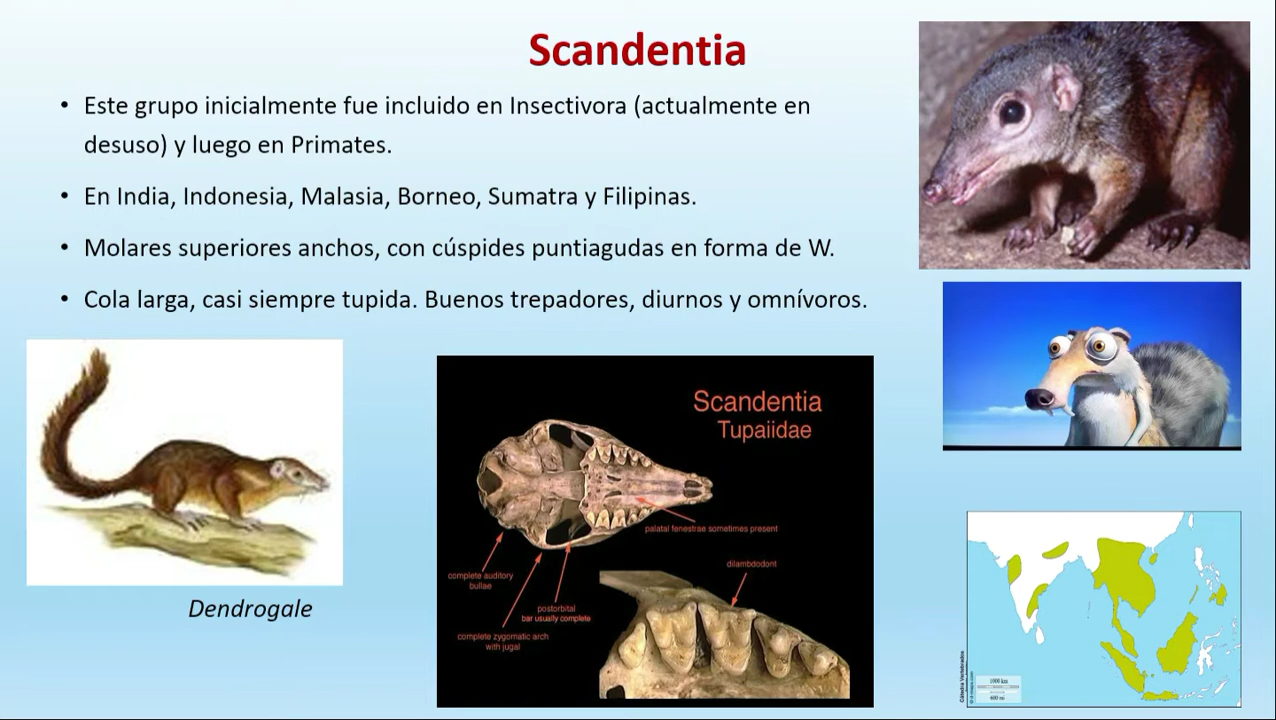 Scandentia
• Este grupo inicialmente fue incluido en Insectivora (actualmente en
desuso) y luego en Primates.
• En India, Indonesia, Malasia, Borneo, Sumatra y Filipinas.
• Molares superiores anchos, con cúspides puntiagudas en forma de W.
• Cola larga, casi siempre tupida. Buenos trepadores, diurnos y omnívoros.
Dendrogale
Scandentia
Tupaiidae
palatal fenestrae sometimes present
dilambdodont
complete auditory
bullae
postorbital
bar usually complete
complete zygomatic arch
with jugal
Cátedra Vertebrados
1000 km
600 mi